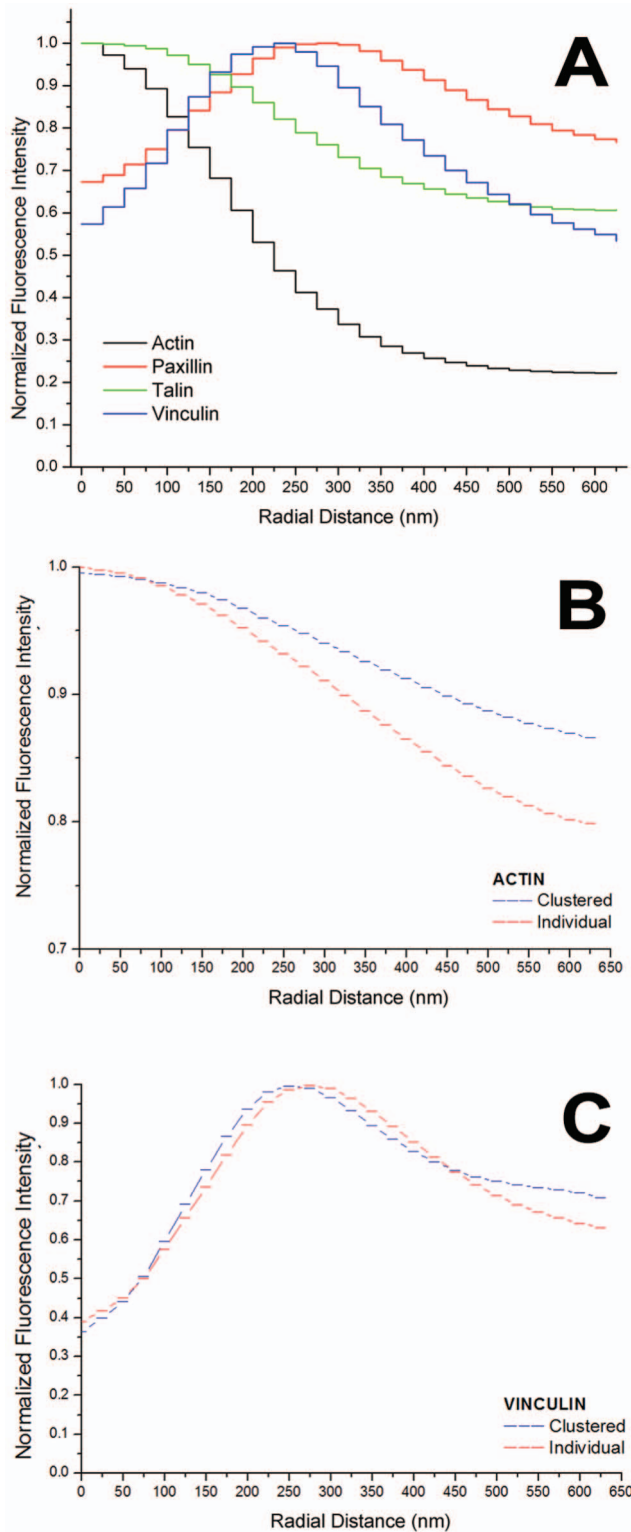 A
Normalized Fluorescence Intensity
1.0
0.9
0.8
0.7
0.6
0.5
0.4
0.3
0.2
0.1
0.0
Actin
Paxillin
Talin
Vinculin
0 50 100 150 200 250 300 350 400 450 500 550 600
Radial Distance (nm)
B
Normalized Fluorescence Intensity
1.0
0.9
0.8
0.7
ACTIN
Clustered
Individual
0 50 100 150 200 250 300 350 400 450 500 550 600 650
Radial Distance (nm)
C
Normalized Fluorescence Intensity
1.0
0.9
0.8
0.7
0.6
0.5
0.4
0.3
0.2
0.1
0.0
VINCULIN
Clustered
Individual
0 50 100 150 200 250 300 350 400 450 500 550 600 650
Radial Distance (nm)